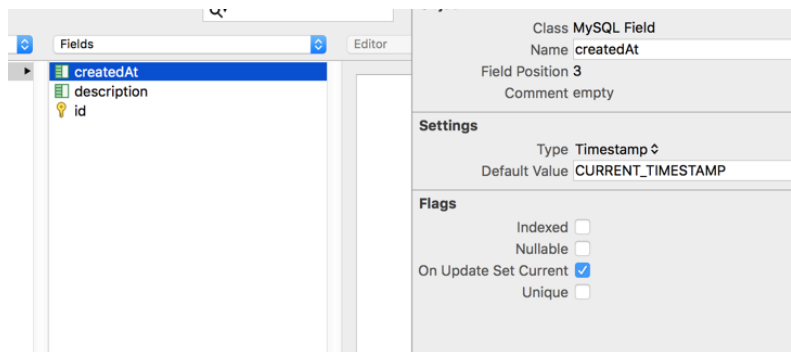 Fields
Editor
createdAt
description
id
Class MySQL Field
Name createdAt
Field Position 3
Comment empty
Settings
Type Timestamp
Default Value CURRENT_TIMESTAMP
Flags
Indexed
Nullable
On Update Set Current
Unique